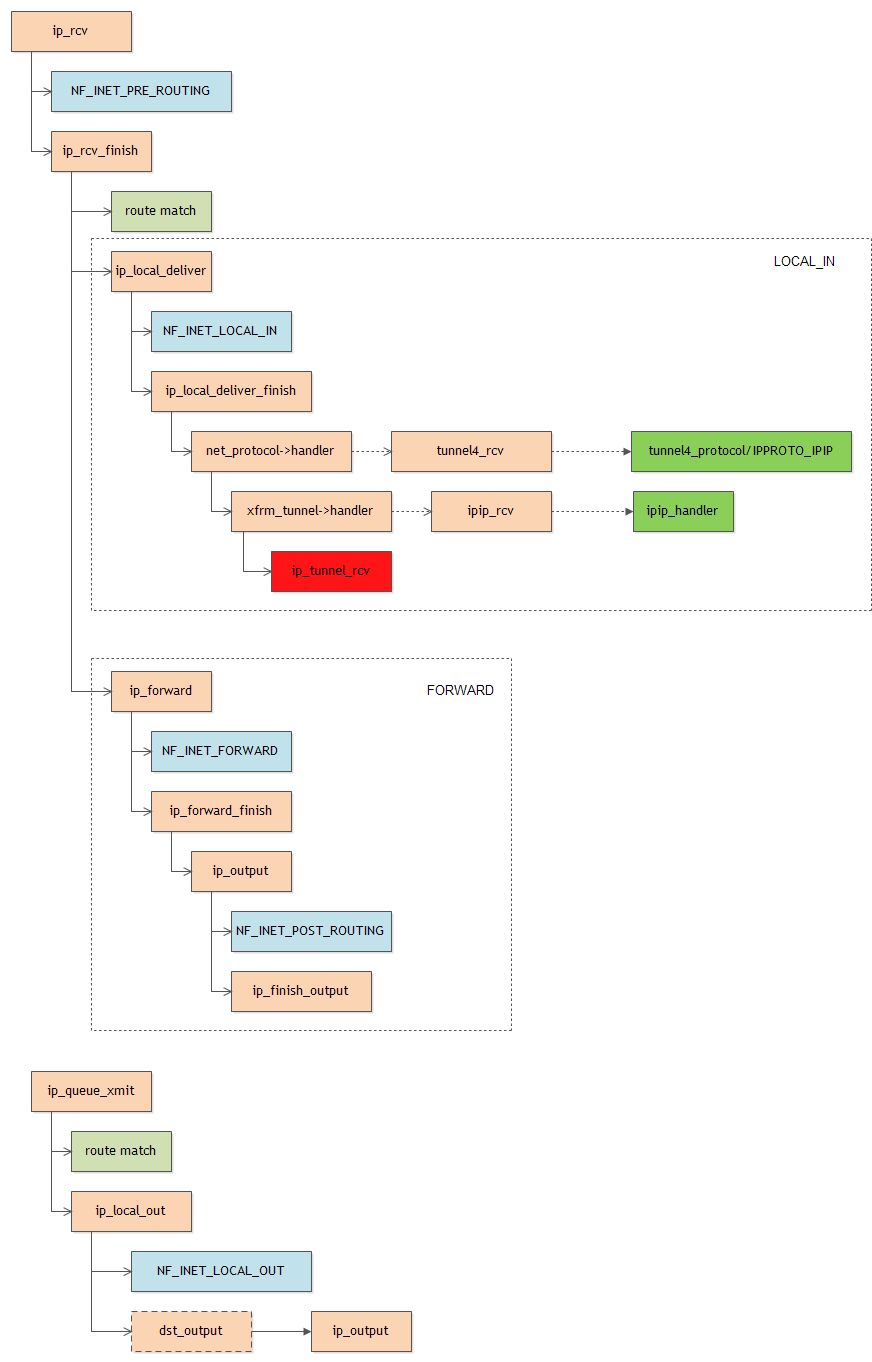 ip_rcv
NF_INET_PRE_ROUTING
ip_rcv_finish
route match
LOCAL_IN
ip_local_deliver
NF_INET_LOCAL_IN
ip_local_deliver_finish
net_protocol->handler
tunnel4_rcv
tunnel4_protocol/IPPROTO_IPIP
xfrm_tunnel->handler
ipip_rcv
ipip_handler
ip_tunnel_rcv
ip_forward
FORWARD
NF_INET_FORWARD
ip_forward_finish
ip_output
NF_INET_POST_ROUTING
ip_finish_output
ip_queue_xmit
route match
ip_local_out
NF_INET_LOCAL_OUT
dst_output
ip_output